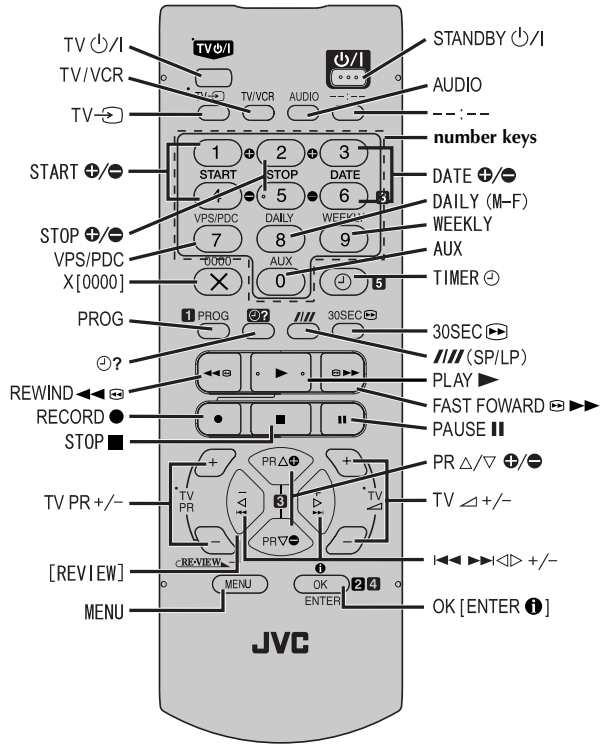 TV ⏻/I
TV ⏻/I
⏻/I
STANDBY ⏻/I
TV/VCR
AUDIO
TV
TV
TV/VCR
AUDIO
--:--
--:--
number keys
1 + 2 + 3
START +/–
START STOP DATE
DATE +/–
4 – 5 – 6 3
DAILY (M–F)
STOP +/–
VPS/PDC DAILY WEEKLY
WEEKLY
VPS/PDC
7 8 9
AUX
0000 AUX
X[0000]
X 0 5
TIMER
PROG
1 PROG ? 30SEC
30SEC
?
(SP/LP)
REWIND ◄◄
◄◄ ► ►►
PLAY ►
FAST FOWARD ►►
RECORD ●
● ■ II
PAUSE II
STOP ■
+ PR △+ +
PR △/▽ +/–
TV PR +/–
TV PR – ◁ I◄◄ 3 + ▷ ►►I TV
TV +/–
– PR▽– –
I◄◄ ►►I ◁▷ +/–
[REVIEW]
RE•VIEW i
MENU
MENU OK 2 4
OK [ENTER i]
ENTER
JVC